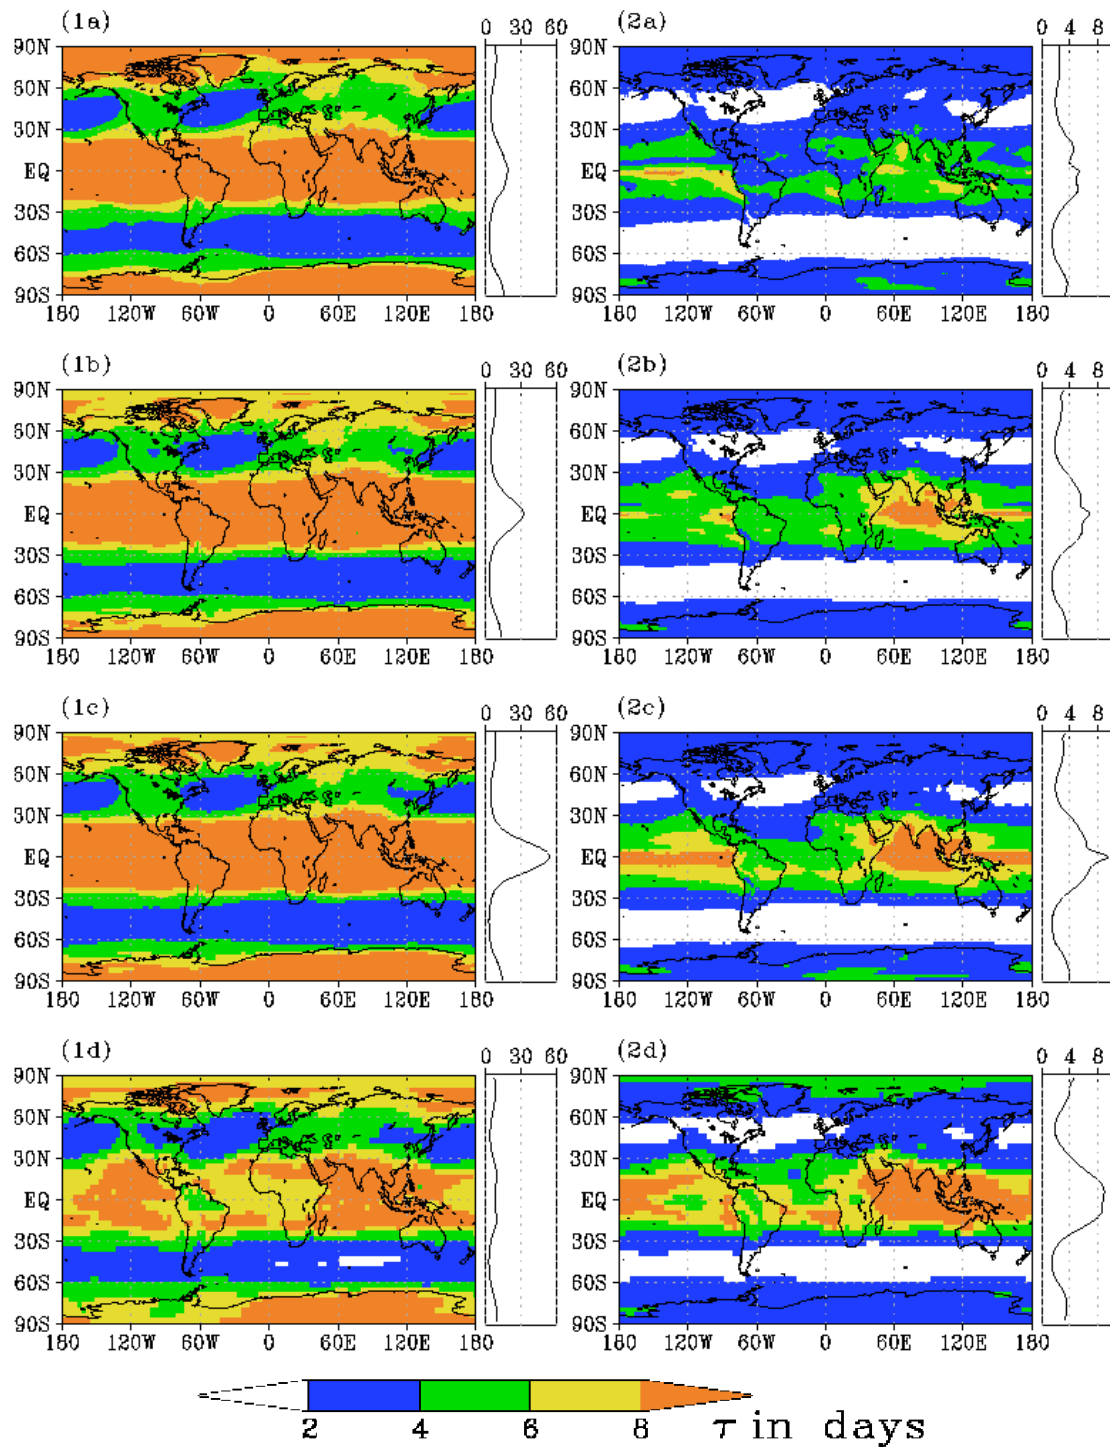 (1a) 0 30 60 (2a) 0 4 8
90N 90N
60N 60N
30N 30N
EQ EQ
30S 30S
60S 60S
90S 90S
180 120W 60W 0 60E 120E 180 180 120W 60W 0 60E 120E 180
(1b) 0 30 60 (2b) 0 4 8
90N 90N
60N 60N
30N 30N
EQ EQ
30S 30S
60S 60S
90S 90S
180 120W 60W 0 60E 120E 180 180 120W 60W 0 60E 120E 180
(1c) 0 30 60 (2c) 0 4 8
90N 90N
60N 60N
30N 30N
EQ EQ
30S 30S
60S 60S
90S 90S
180 120W 60W 0 60E 120E 180 180 120W 60W 0 60E 120E 180
(1d) 0 30 60 (2d) 0 4 8
90N 90N
60N 60N
30N 30N
EQ EQ
30S 30S
60S 60S
90S 90S
180 120W 60W 0 60E 120E 180 180 120W 60W 0 60E 120E 180
2 4 6 8 τ in days